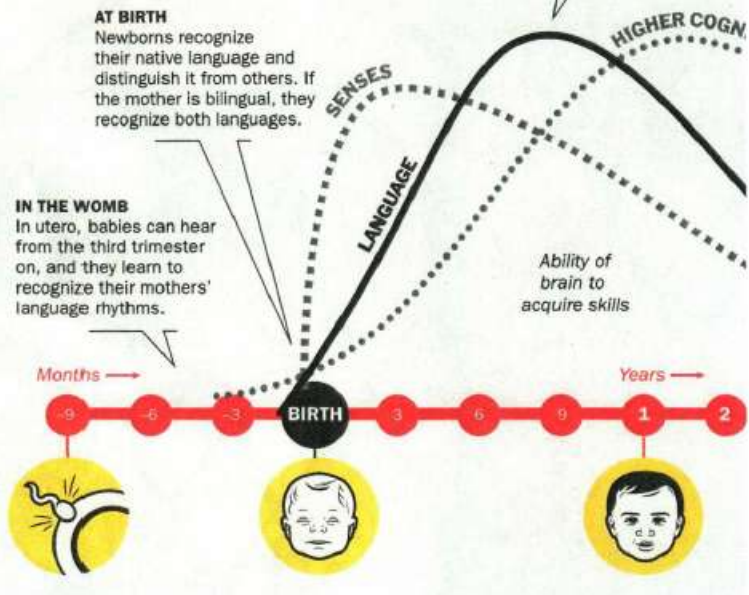 AT BIRTH
Newborns recognize
their native language and
distinguish it from others. If
the mother is bilingual, they
recognize both languages.
SENSES
HIGHER COGN
LANGUAGE
IN THE WOMB
In utero, babies can hear
from the third trimester
on, and they learn to
recognize their mothers'
language rhythms.
Ability of
brain to
acquire skills
Months
Years
-9
-6
-3
BIRTH
3
6
9
1
2